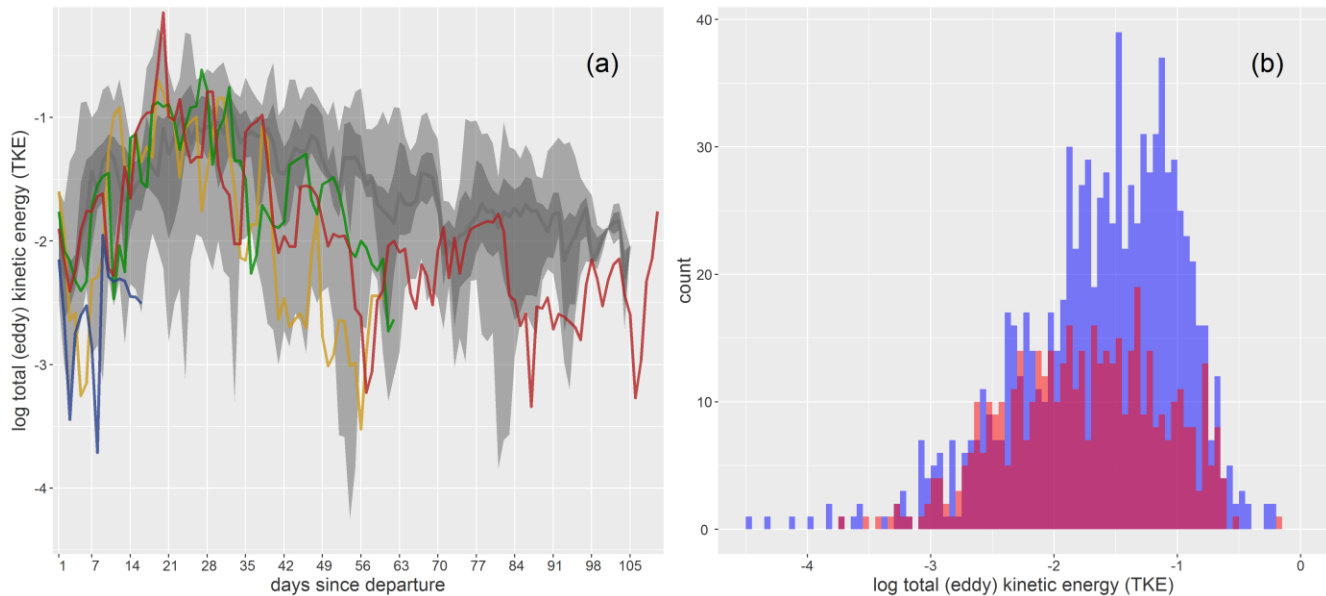 (a)
log total (eddy) kinetic energy (TKE)
-1
-2
-3
-4
1 7 14 21 28 35 42 49 56 63 70 77 84 91 98 105
days since departure
(b)
count
40
30
20
10
0
-4 -3 -2 -1 0
log total (eddy) kinetic energy (TKE)